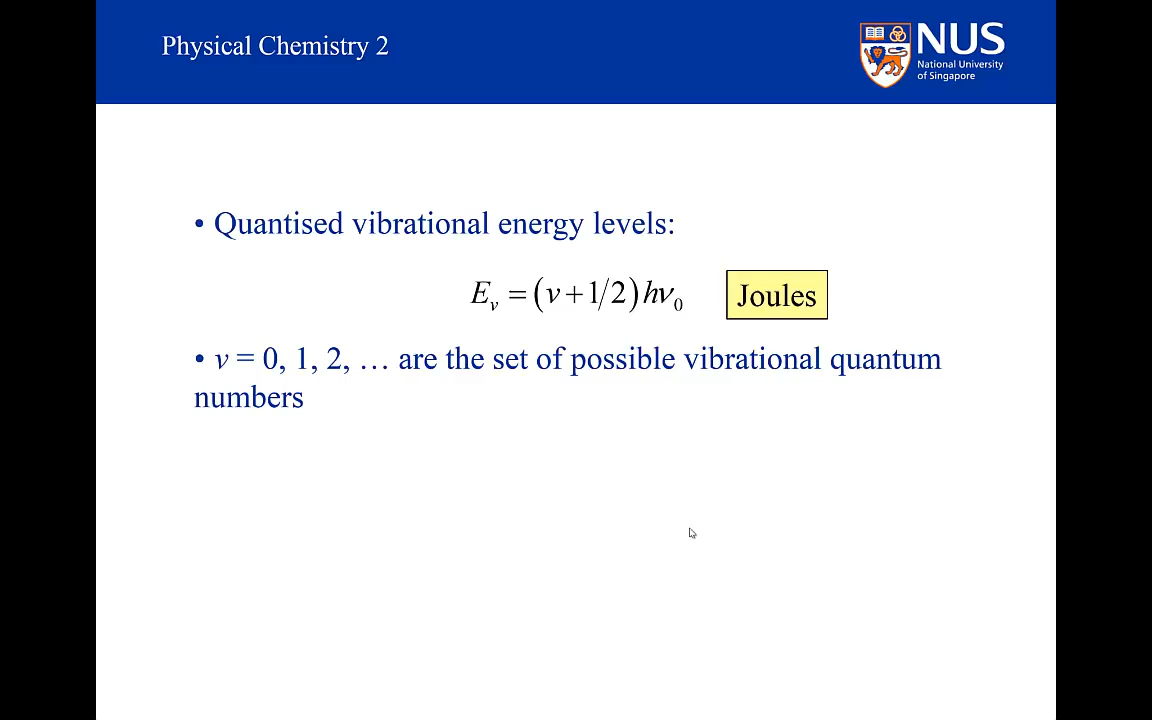 Physical Chemistry 2
NUS
National University
of Singapore
• Quantised vibrational energy levels:
E_v = (v + 1/2) hν_0
Joules
• v = 0, 1, 2, … are the set of possible vibrational quantum
numbers